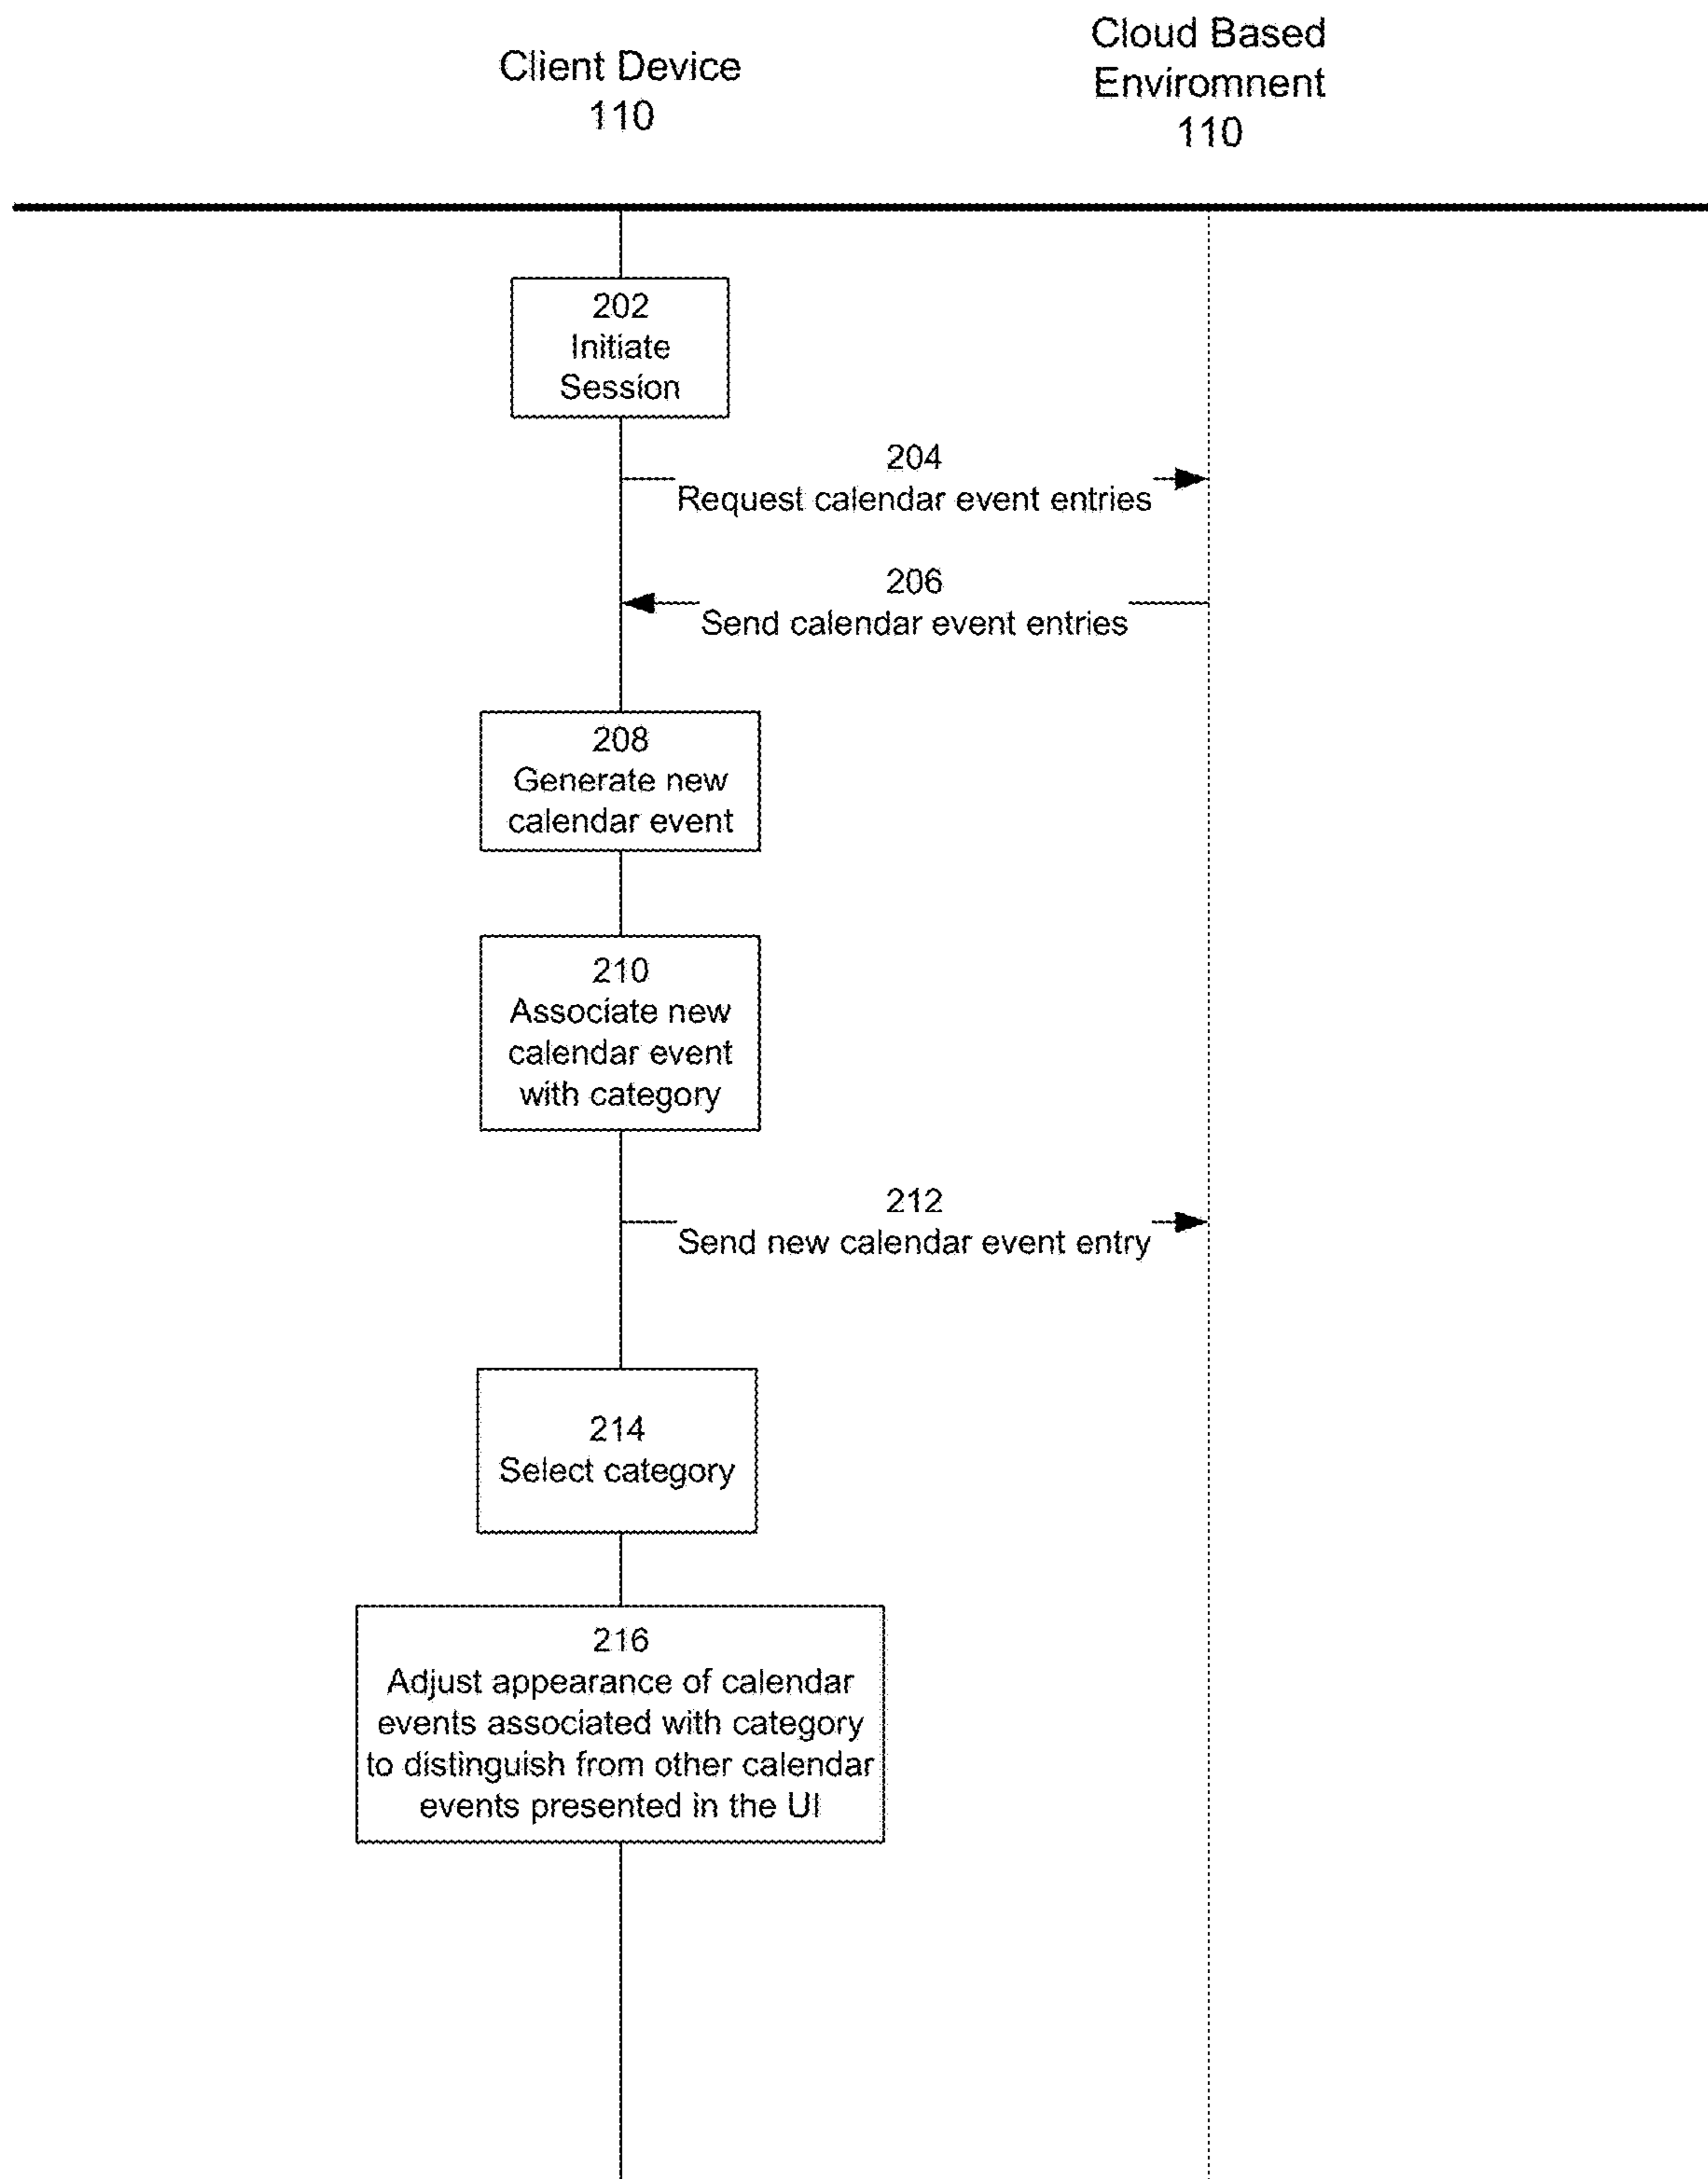 Client Device
110
Cloud Based
Enviromnent
110
202
Initiate
Session
204
Request calendar event entries
206
Send calendar event entries
208
Generate new
calendar event
210
Associate new
calendar event
with category
212
Send new calendar event entry
214
Select category
216
Adjust appearance of calendar
events associated with category
to distinguish from other calendar
events presented in the UI